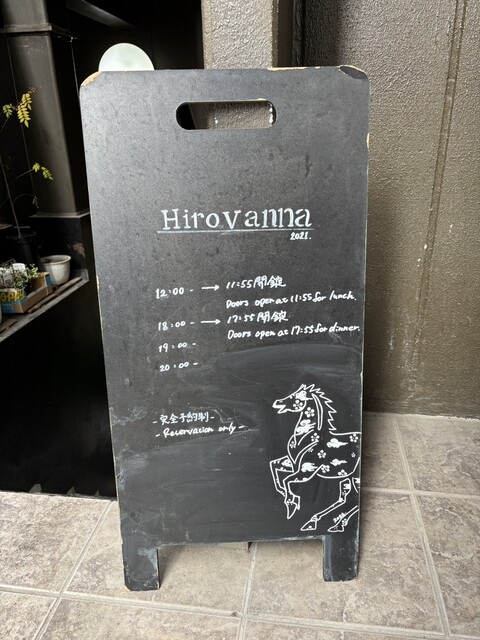 Hirovanna
2021.
12:00 - → 11:55開錠
Doors open at 11:55 for lunch.
18:00 - → 17:55開錠
Doors open at 17:55 for dinner.
19:00 -
20:00 -
-完全予約制-
- Reservation only -